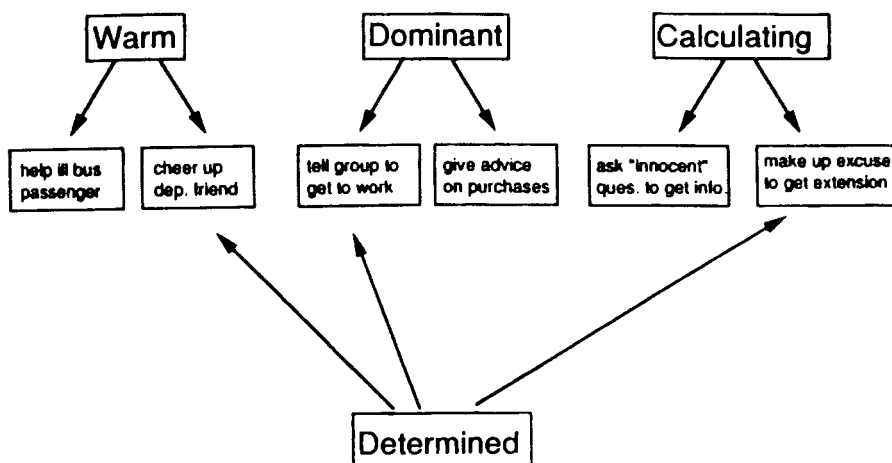 Warm
Dominant
Calculating
help ill bus
passenger
cheer up
dep. friend
tell group to
get to work
give advice
on purchases
ask "innocent"
ques. to get info.
make up excuse
to get extension
Determined